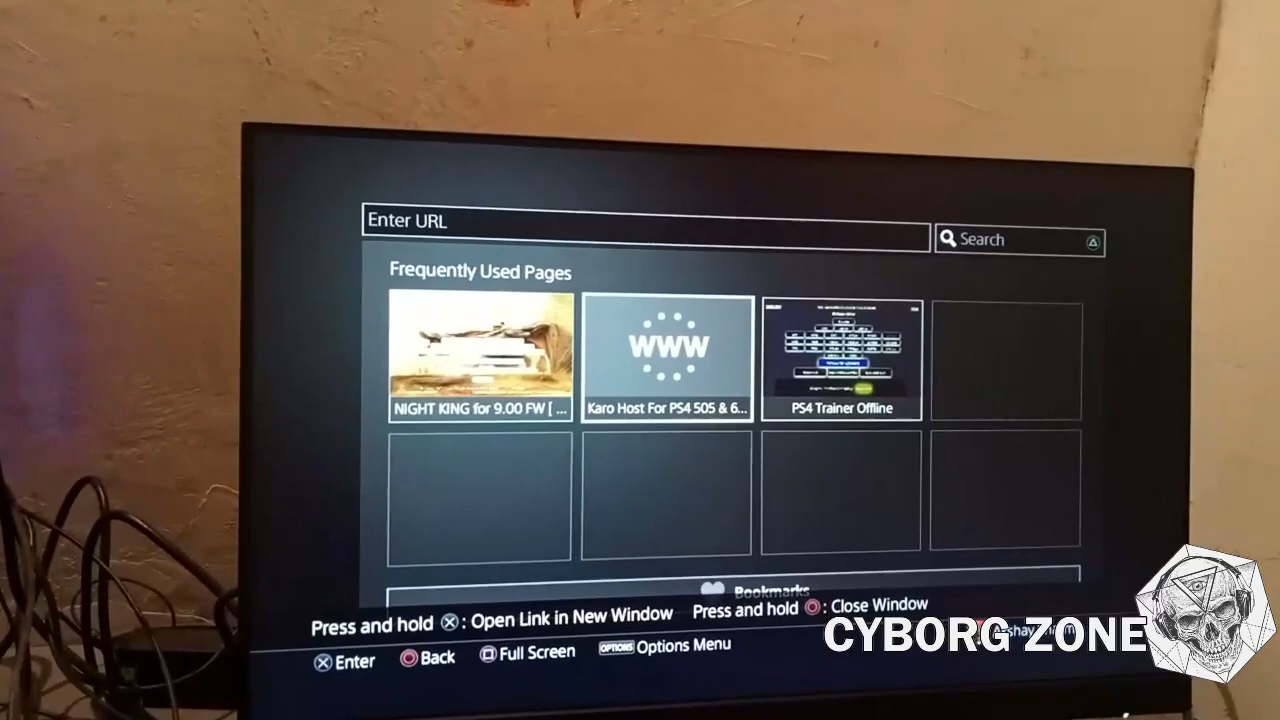 Enter URL
Search
Frequently Used Pages
WWW
NIGHT KING for 9.00 FW [ ...
Karo Host For PS4 505 & 6...
PS4 Trainer Offline
Bookmarks
Press and hold : Open Link in New Window Press and hold : Close Window
Enter Back Full Screen OPTIONS Options Menu
CYBORG ZONE